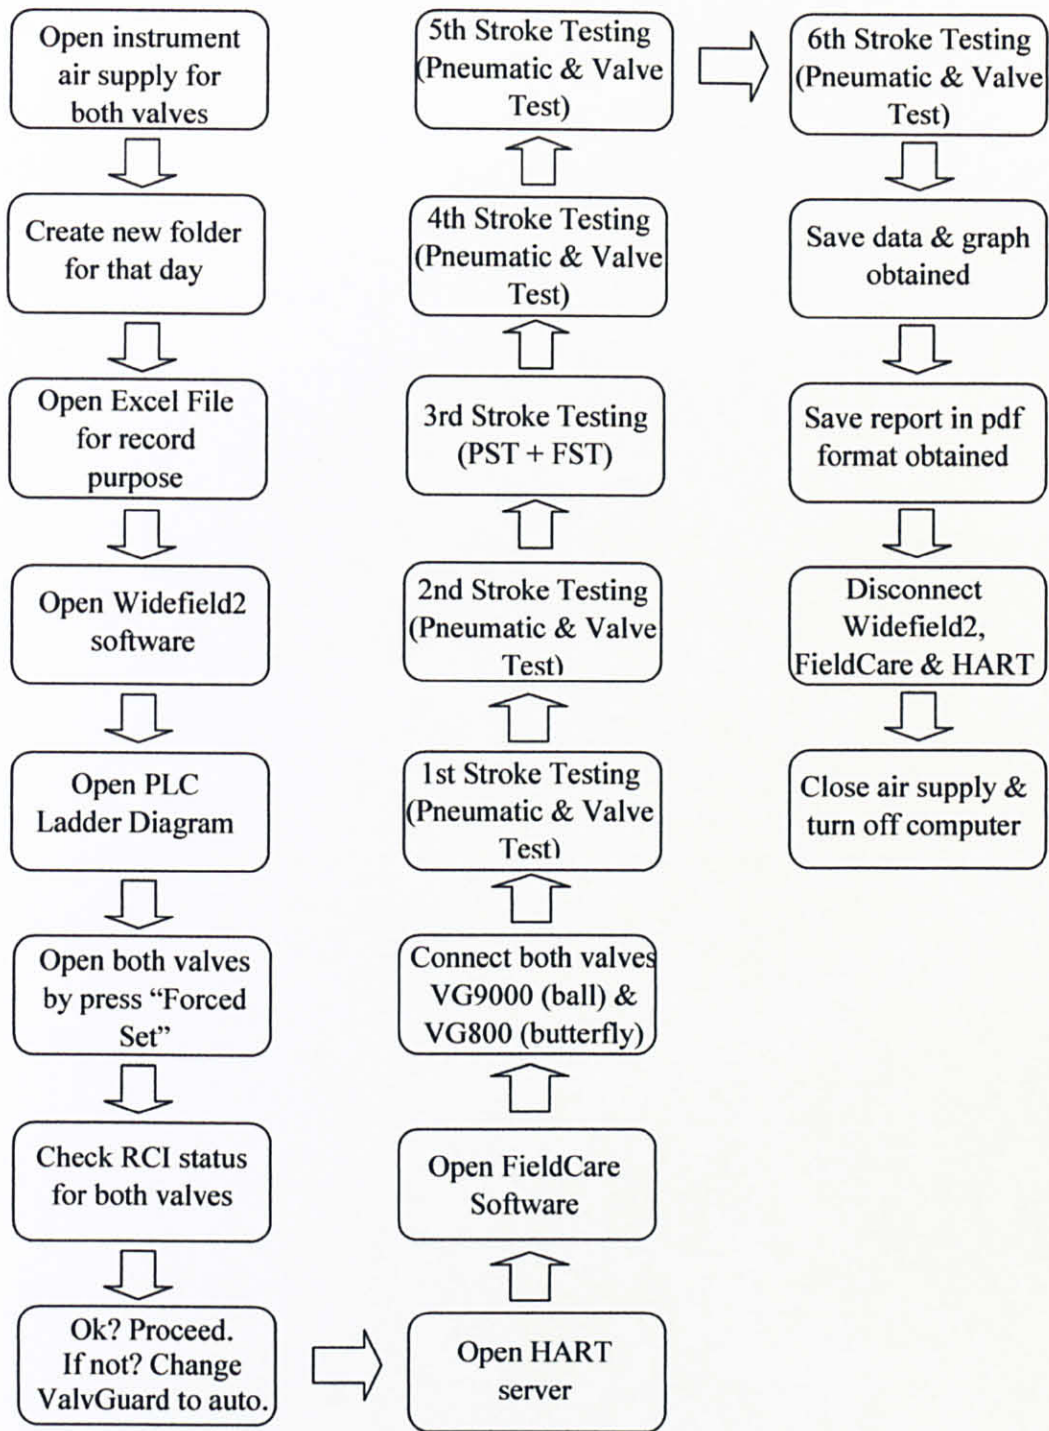 Open instrument
air supply for
both valves
Create new folder
for that day
Open Excel File
for record
purpose
Open Widefield2
software
Open PLC
Ladder Diagram
Open both valves
by press “Forced
Set”
Check RCI status
for both valves
Ok? Proceed.
If not? Change
ValvGuard to auto.
Open HART
server
Open FieldCare
Software
Connect both valves
VG9000 (ball) &
VG800 (butterfly)
1st Stroke Testing
(Pneumatic & Valve
Test)
2nd Stroke Testing
(Pneumatic & Valve
Test)
3rd Stroke Testing
(PST + FST)
4th Stroke Testing
(Pneumatic & Valve
Test)
5th Stroke Testing
(Pneumatic & Valve
Test)
6th Stroke Testing
(Pneumatic & Valve
Test)
Save data & graph
obtained
Save report in pdf
format obtained
Disconnect
Widefield2,
FieldCare & HART
Close air supply &
turn off computer